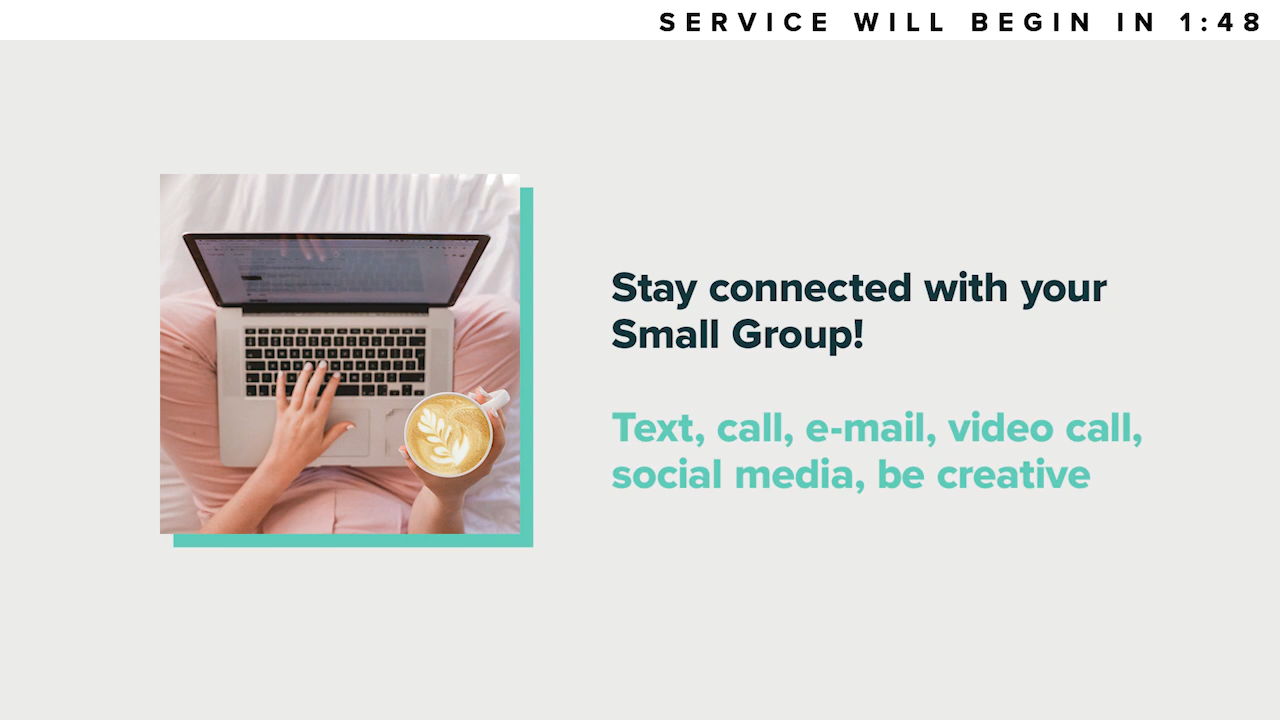 SERVICE WILL BEGIN IN 1:48
Stay connected with your
Small Group!
Text, call, e-mail, video call,
social media, be creative